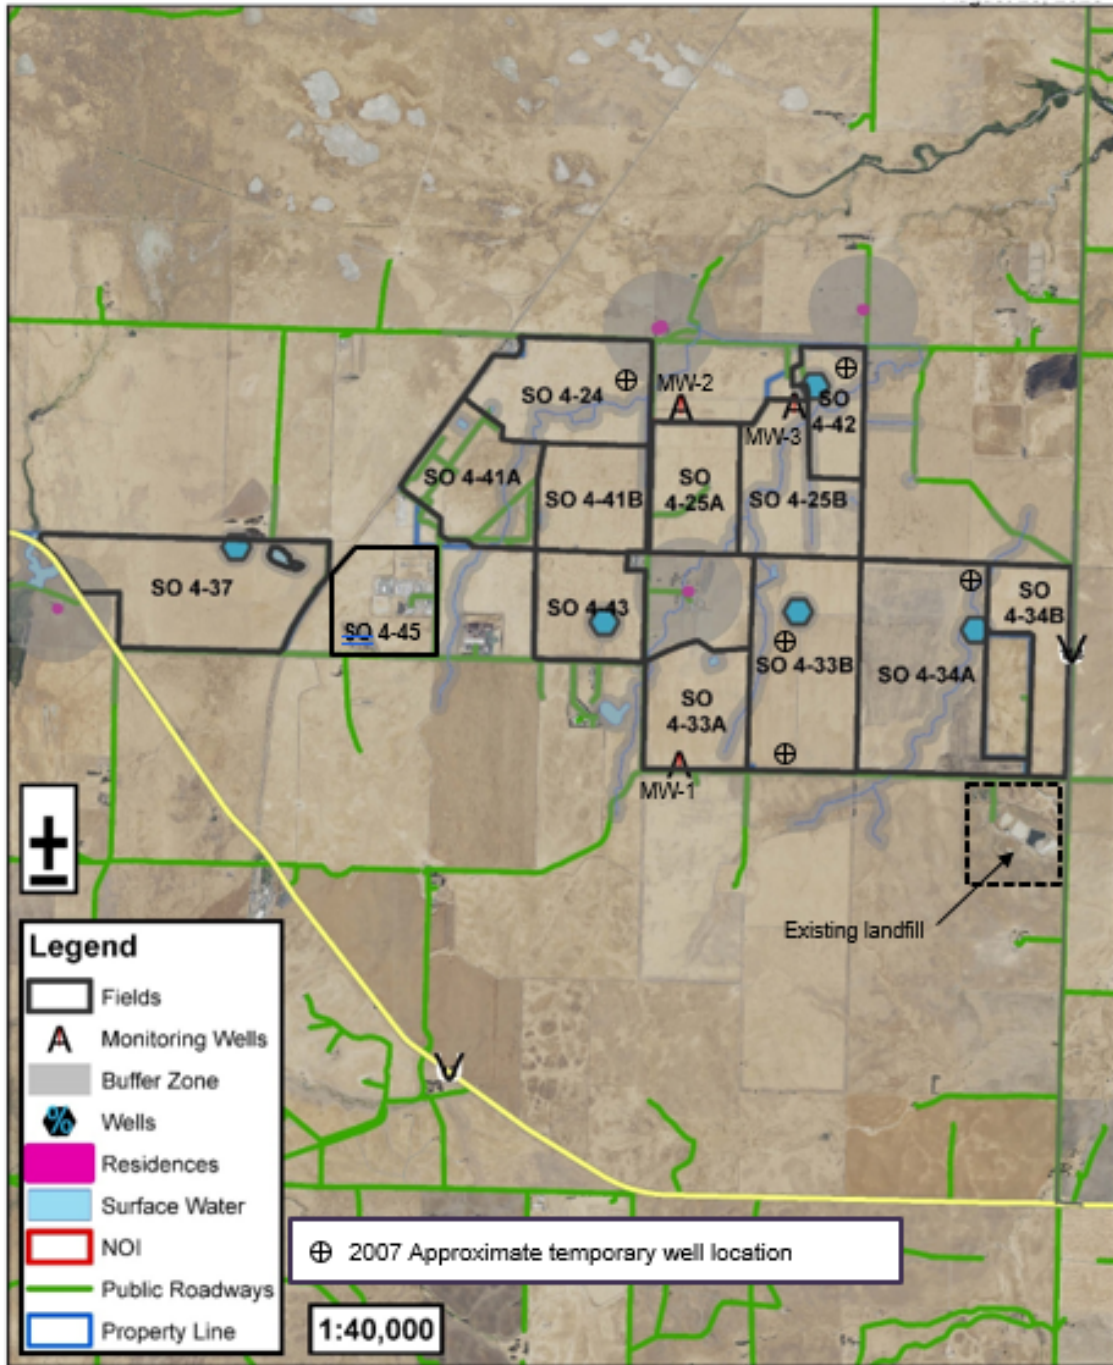 MW-2
SO 4-24
SO
4-42
MW-3
SO 4-41A
SO 4-41B
SO
4-25A
SO 4-25B
SO 4-37
SO 4-45
SO 4-43
SO
4-34B
SO 4-33B
SO 4-34A
SO
4-33A
MW-1
Existing landfill
Legend
Fields
Monitoring Wells
Buffer Zone
% Wells
Residences
Surface Water
NOI
Public Roadways
Property Line
⊕ 2007 Approximate temporary well location
1:40,000